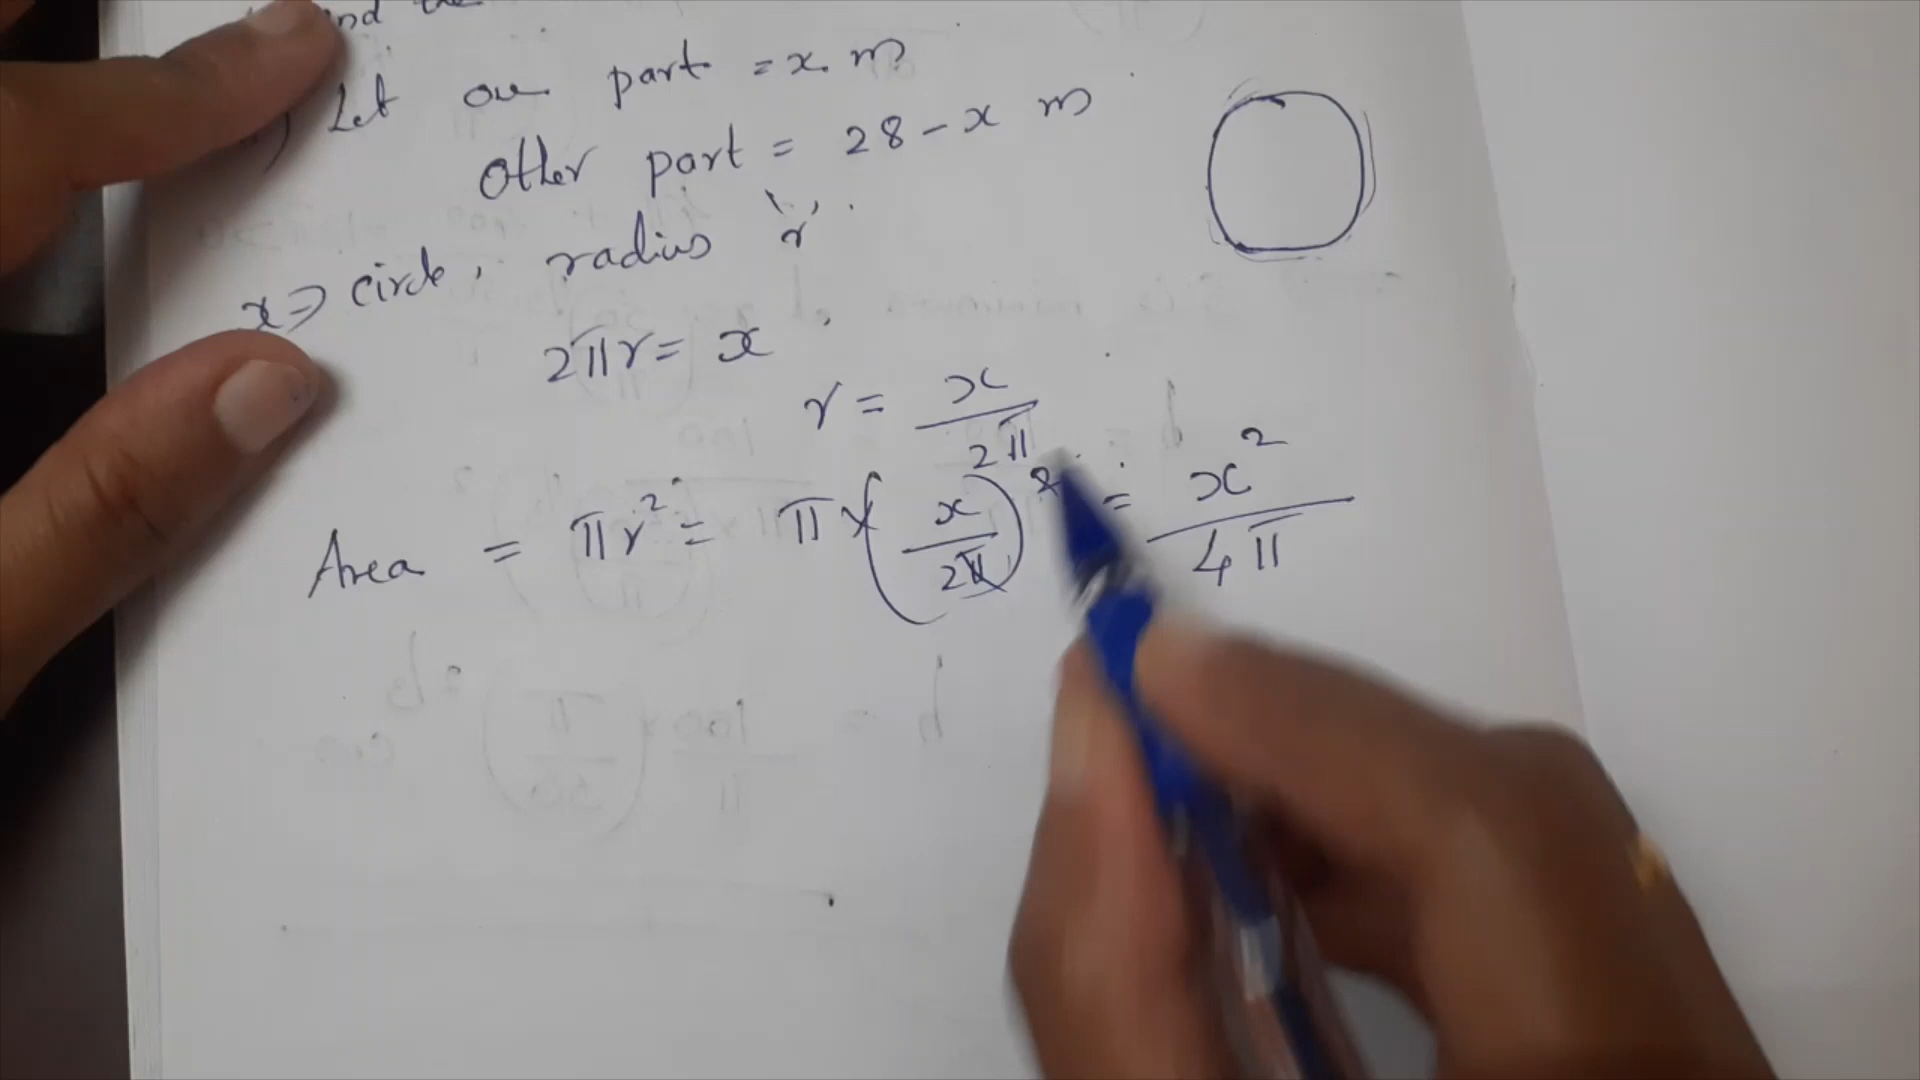 Let one part = x m
Other part = 28 - x m
x ⇒ circle, radius 'r'
2πr = x
r = x/2π
Area = πr² = π × (x/2π)² = x²/4π